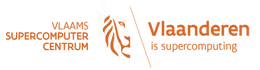 VLAAMS
SUPERCOMPUTER
CENTRUM
Vlaanderen
is supercomputing